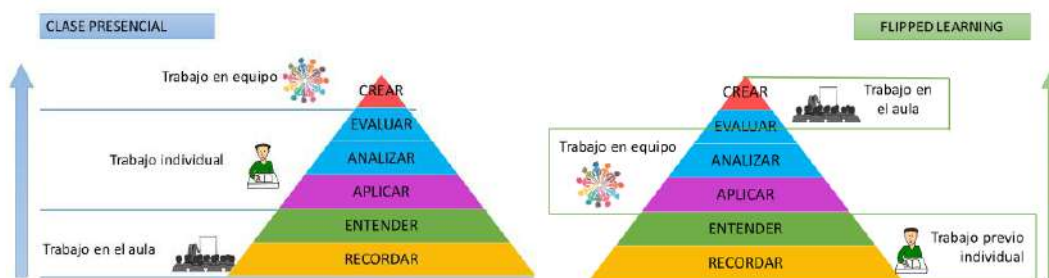 CLASE PRESENCIAL
Trabajo en equipo
CREAR
EVALUAR
Trabajo individual
ANALIZAR
APLICAR
ENTENDER
Trabajo en el aula
RECORDAR
FLIPPED LEARNING
CREAR
Trabajo en
el aula
EVALUAR
Trabajo en equipo
ANALIZAR
APLICAR
ENTENDER
Trabajo previo
individual
RECORDAR